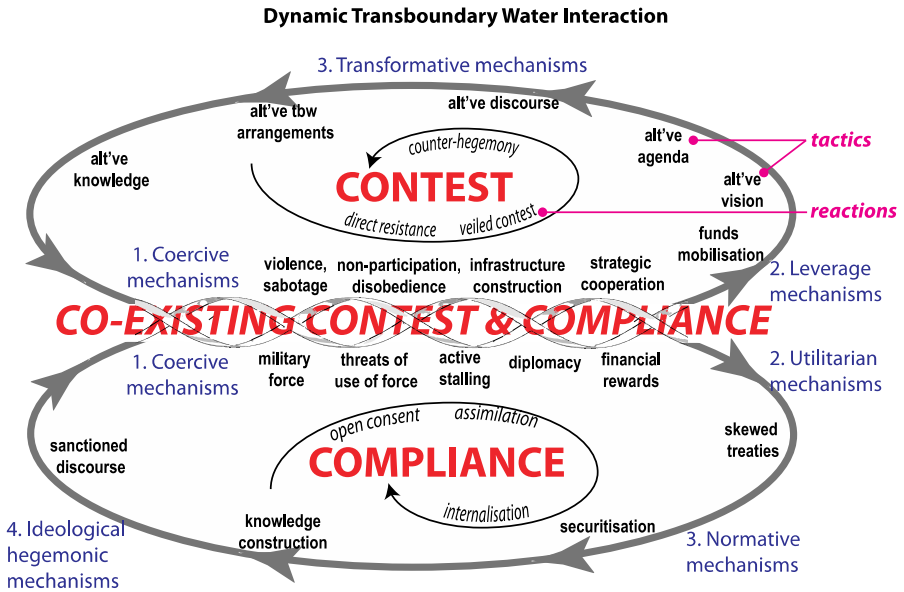 Dynamic Transboundary Water Interaction
3. Transformative mechanisms
alt've tbw
arrangements
alt've discourse
alt've
agenda
tactics
alt've
knowledge
counter-hegemony
CONTEST
alt've
vision
direct resistance
veiled contest
reactions
funds
mobilisation
1. Coercive
mechanisms
violence,
sabotage
non-participation,
disobedience
infrastructure
construction
strategic
cooperation
2. Leverage
mechanisms
CO-EXISTING CONTEST & COMPLIANCE
1. Coercive
mechanisms
military
force
threats of
use of force
active
stalling
diplomacy
financial
rewards
2. Utilitarian
mechanisms
open consent
assimilation
sanctioned
discourse
COMPLIANCE
skewed
treaties
internalisation
4. Ideological
hegemonic
mechanisms
knowledge
construction
securitisation
3. Normative
mechanisms